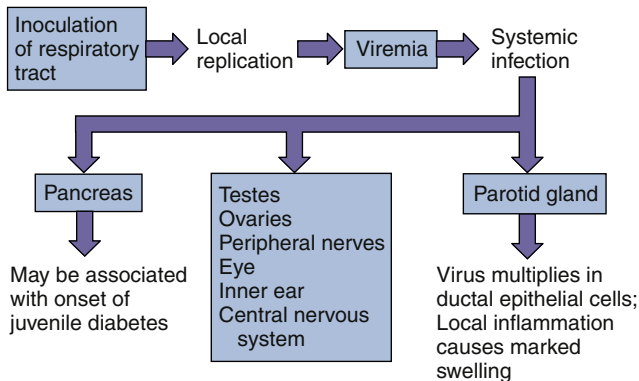 Inoculation
of respiratory
tract
Local
replication
Viremia
Systemic
infection
Pancreas
May be associated
with onset of
juvenile diabetes
Testes
Ovaries
Peripheral nerves
Eye
Inner ear
Central nervous
system
Parotid gland
Virus multiplies in
ductal epithelial cells;
Local inflammation
causes marked
swelling